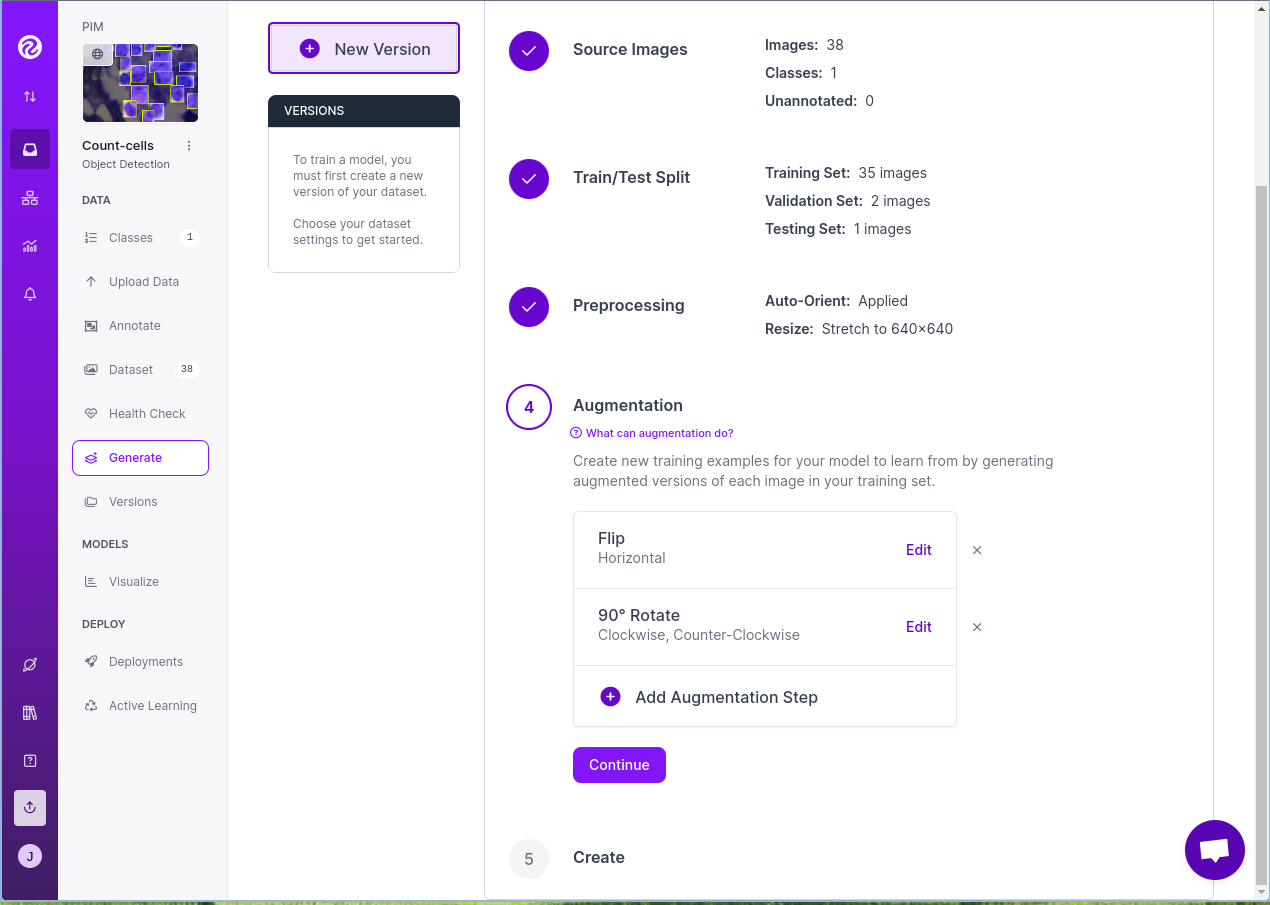 PIM
Count-cells
Object Detection
DATA
Classes 1
Upload Data
Annotate
Dataset 38
Health Check
Generate
Versions
MODELS
Visualize
DEPLOY
Deployments
Active Learning
J
New Version
VERSIONS
To train a model, you
must first create a new
version of your dataset.
Choose your dataset
settings to get started.
Source Images
Images: 38
Classes: 1
Unannotated: 0
Train/Test Split
Training Set: 35 images
Validation Set: 2 images
Testing Set: 1 images
Preprocessing
Auto-Orient: Applied
Resize: Stretch to 640×640
4 Augmentation
What can augmentation do?
Create new training examples for your model to learn from by generating
augmented versions of each image in your training set.
Flip
Horizontal
Edit ×
90° Rotate
Clockwise, Counter-Clockwise
Edit ×
Add Augmentation Step
Continue
5 Create